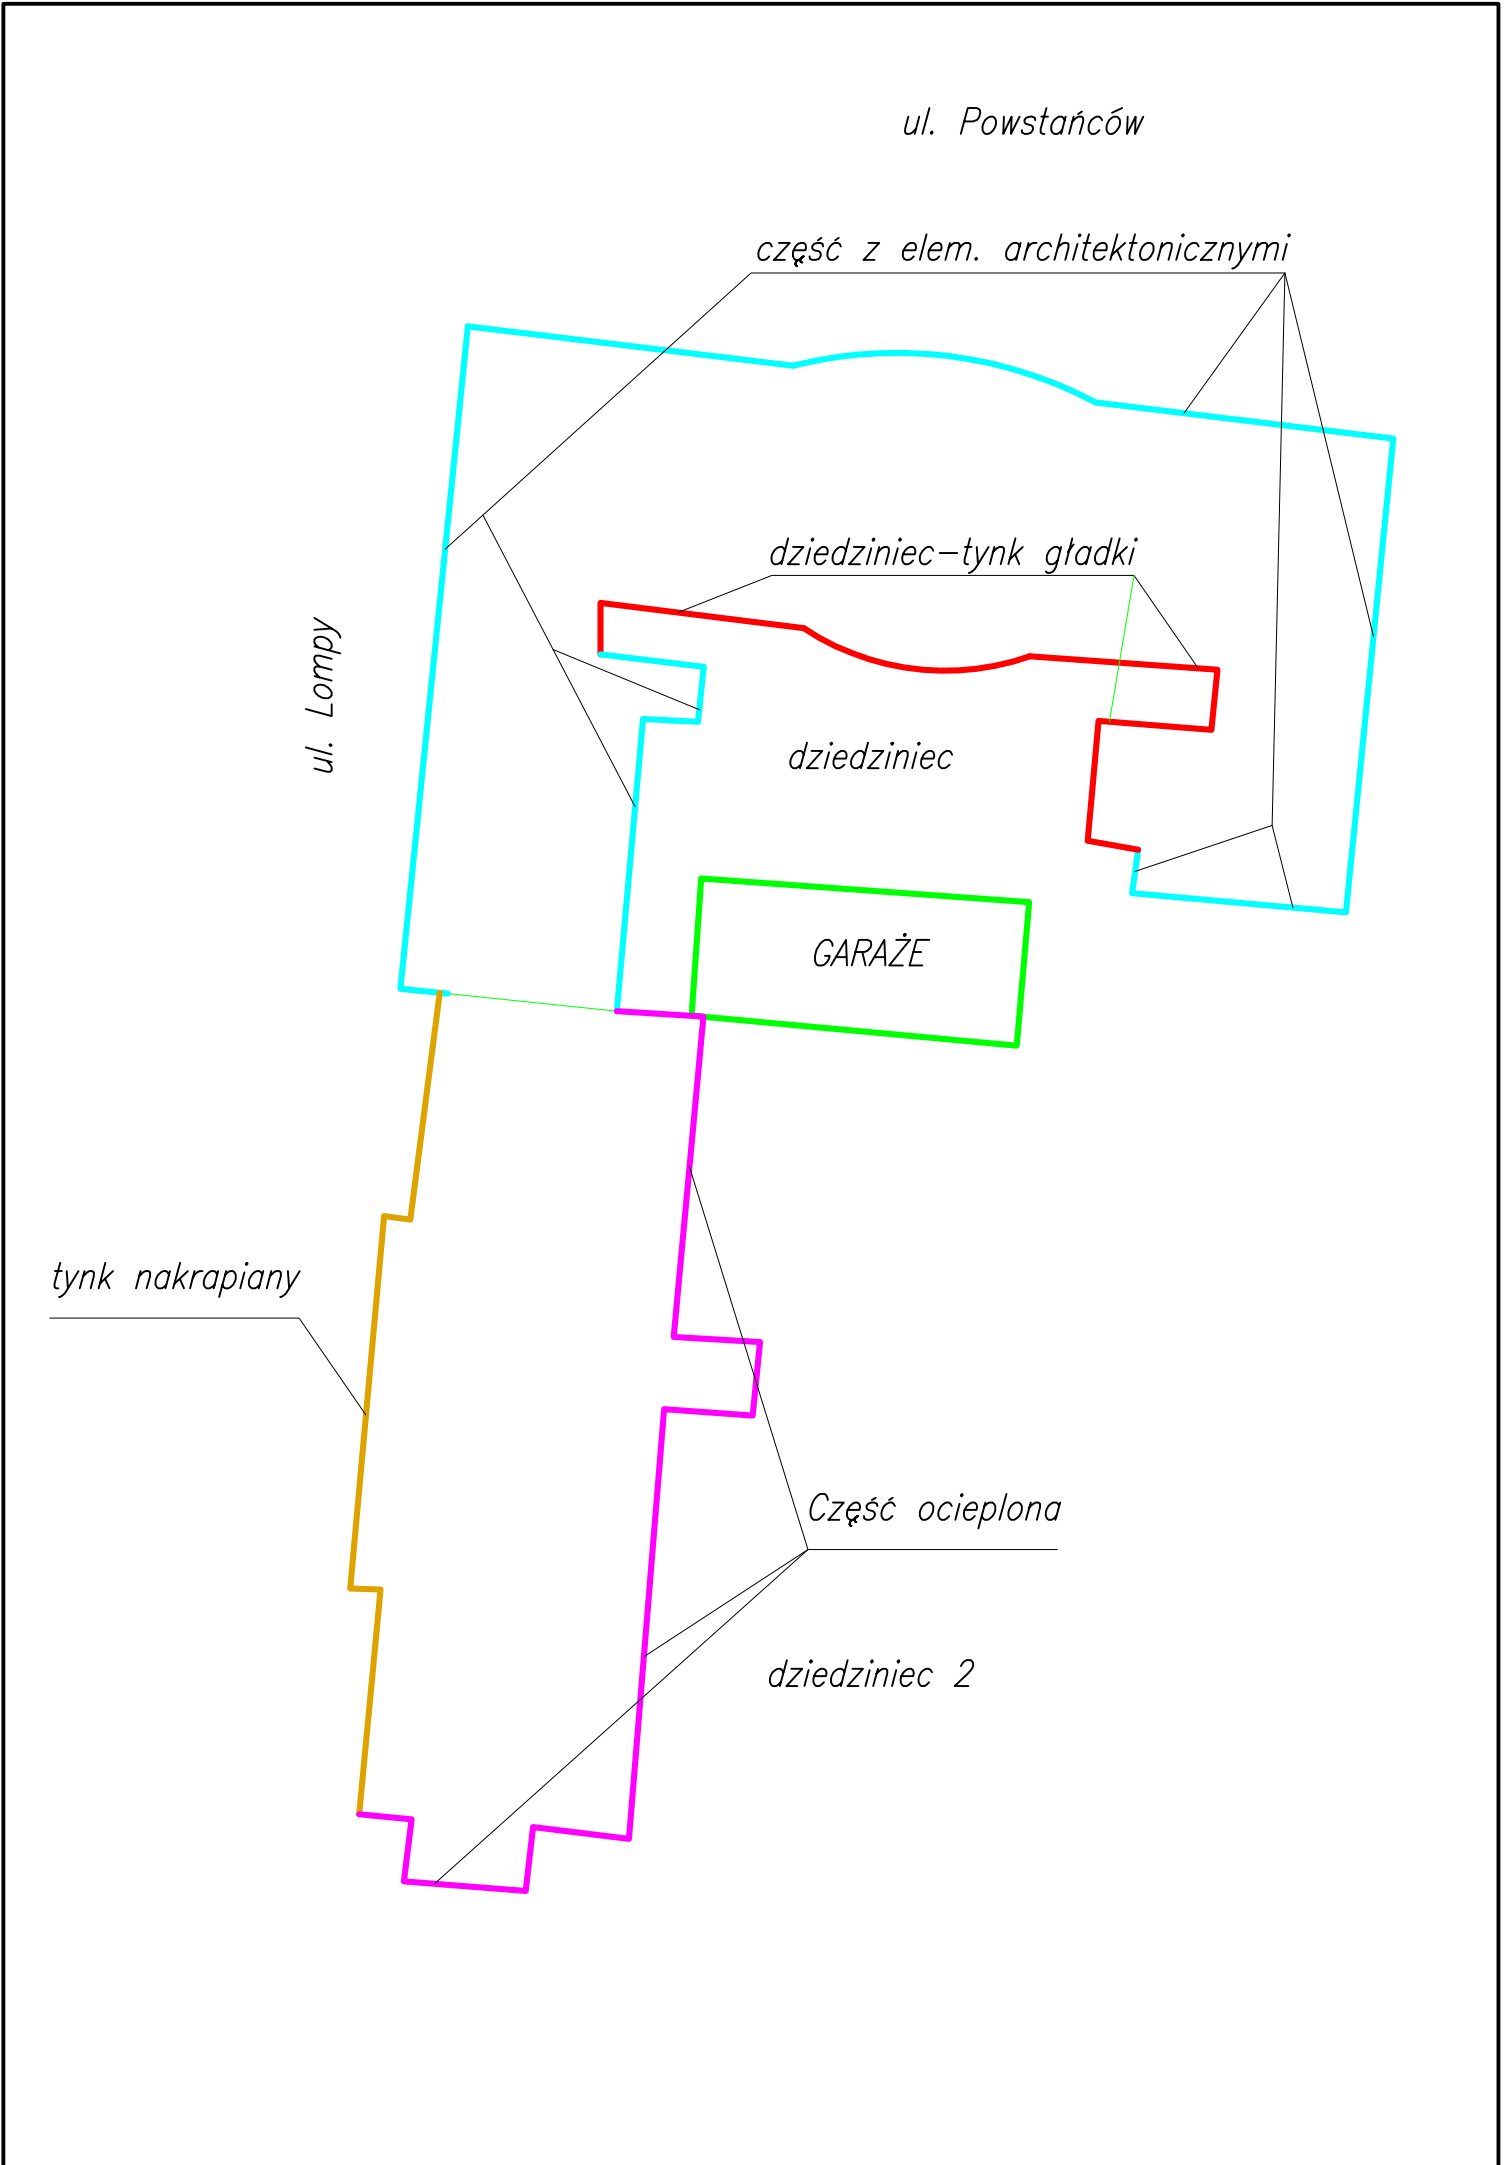 ul. Powstańców
część z elem. architektonicznymi
dziedziniec-tynk gładki
ul. Lompy
dziedziniec
GARAŻE
tynk nakrapiany
Część ocieplona
dziedziniec 2